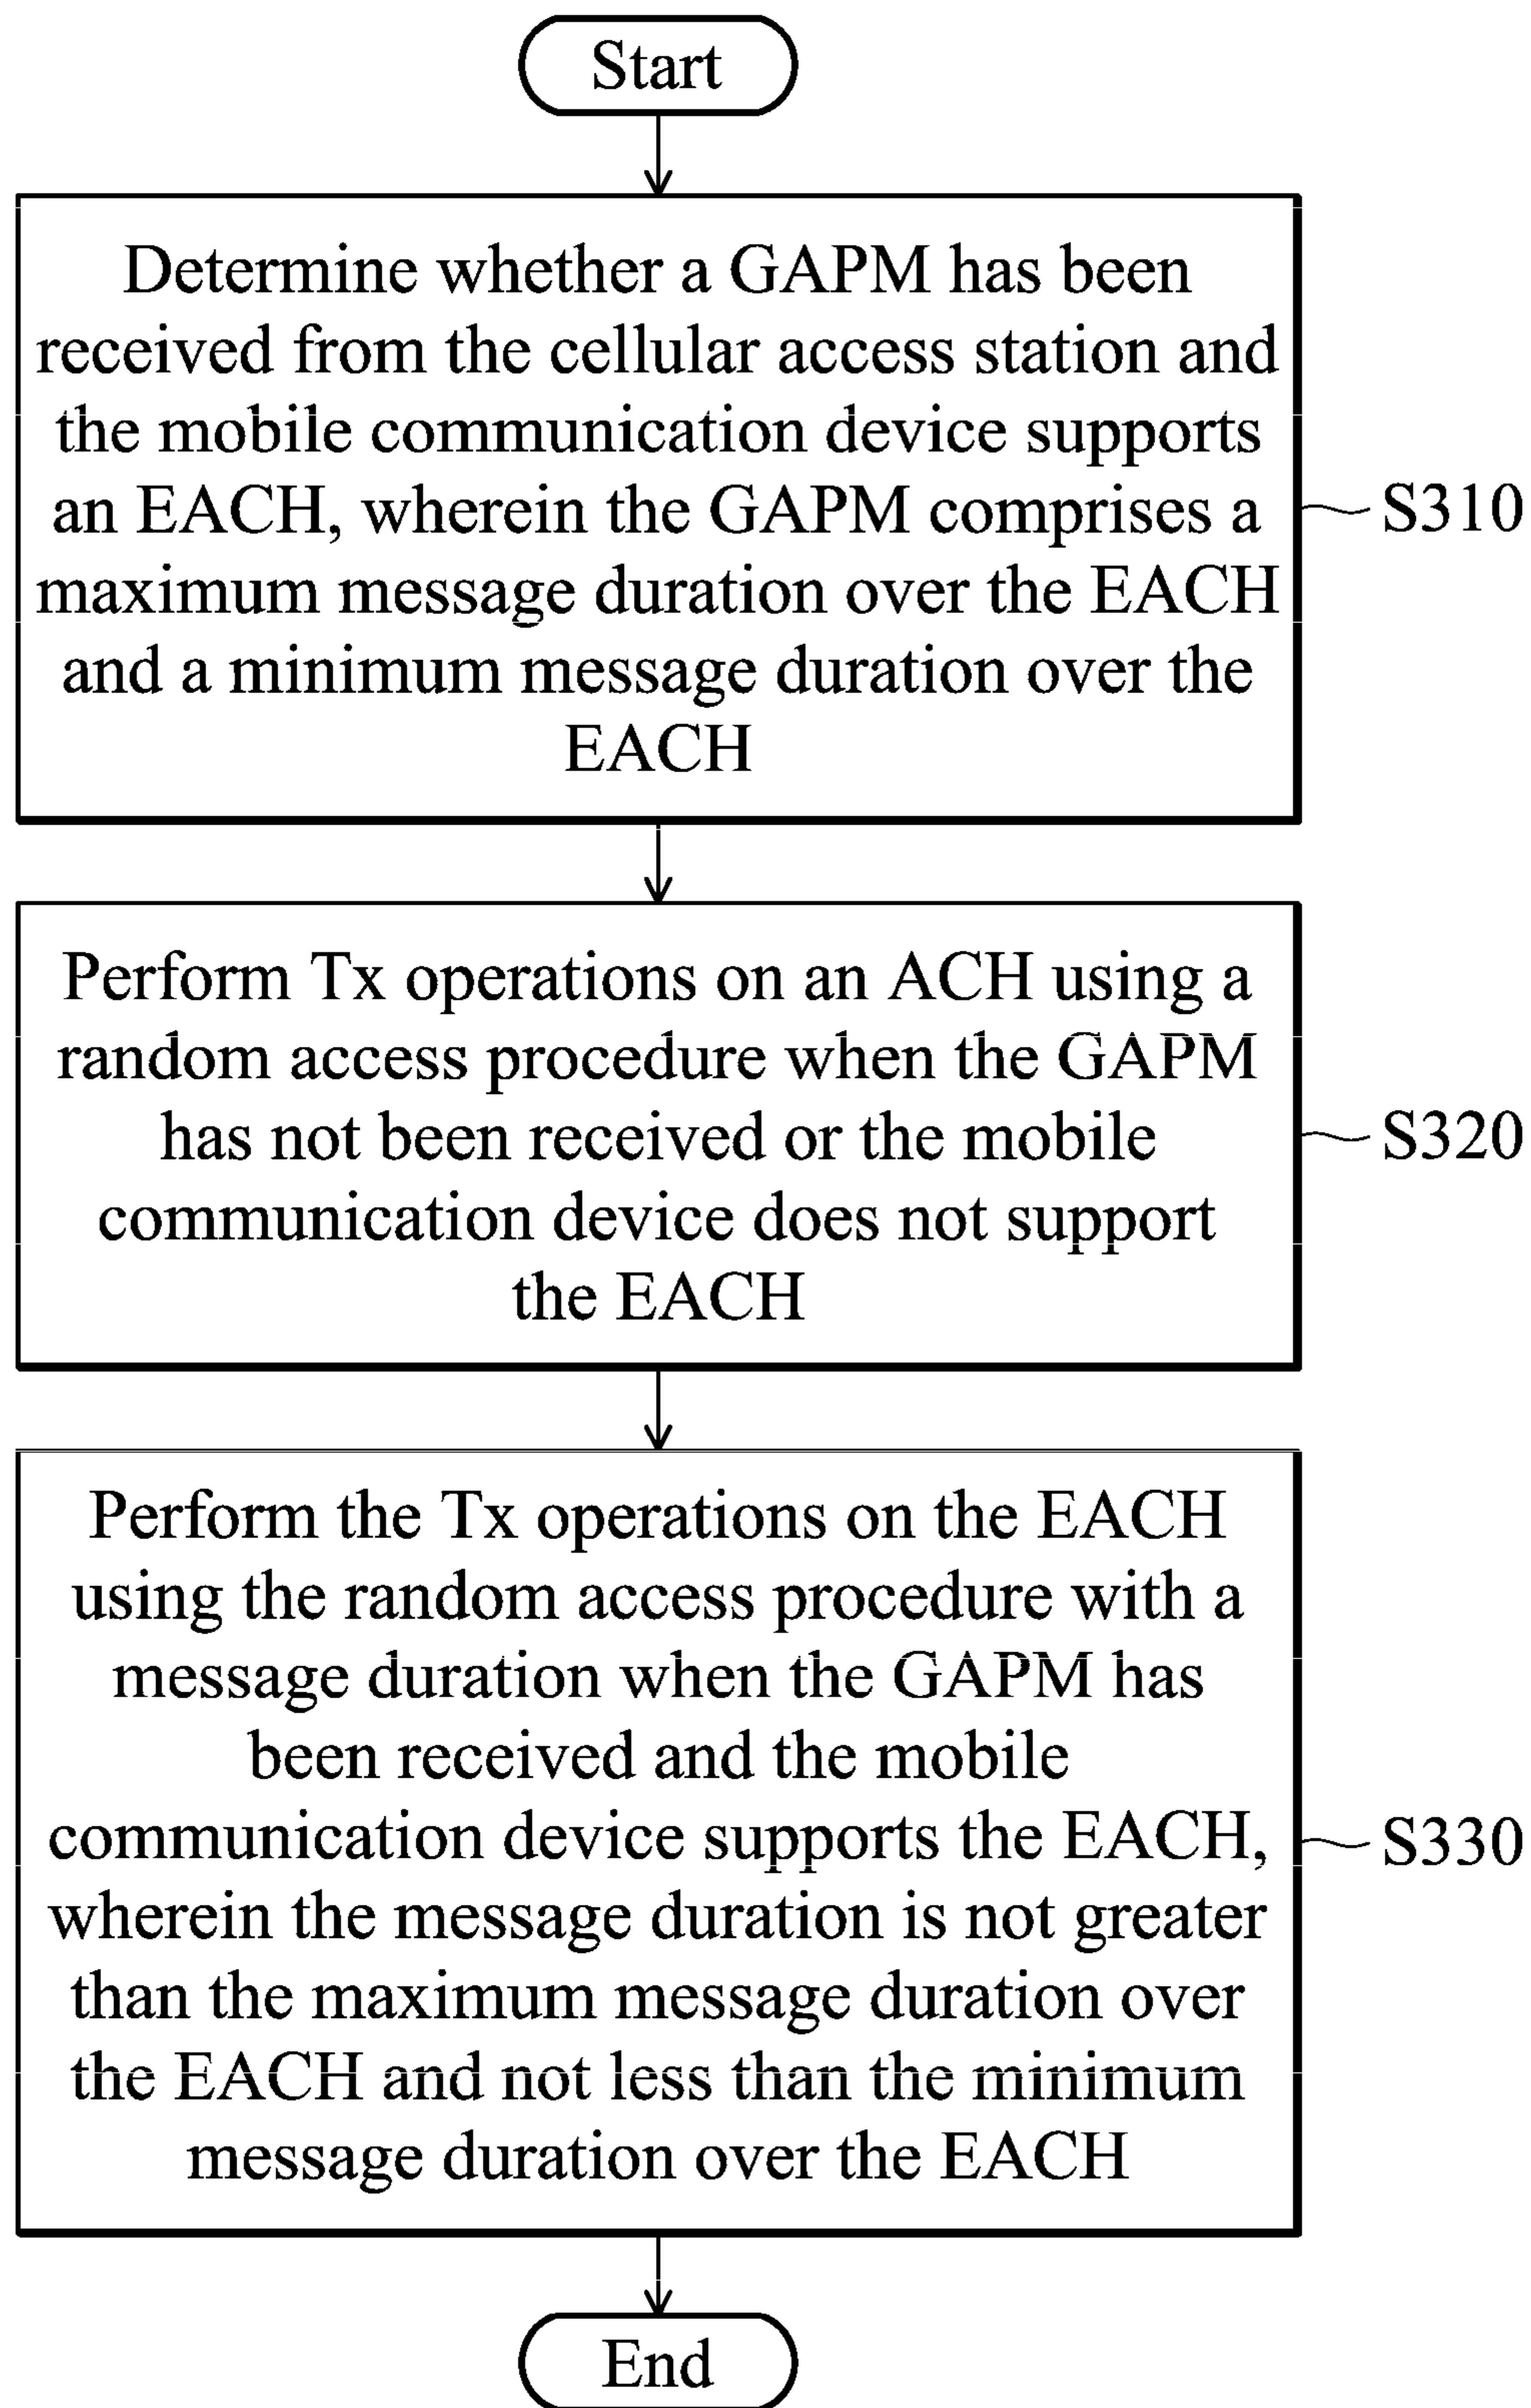 Start
Determine whether a GAPM has been
received from the cellular access station and
the mobile communication device supports
an EACH, wherein the GAPM comprises a
maximum message duration over the EACH
and a minimum message duration over the
EACH
S310
Perform Tx operations on an ACH using a
random access procedure when the GAPM
has not been received or the mobile
communication device does not support
the EACH
S320
Perform the Tx operations on the EACH
using the random access procedure with a
message duration when the GAPM has
been received and the mobile
communication device supports the EACH,
wherein the message duration is not greater
than the maximum message duration over
the EACH and not less than the minimum
message duration over the EACH
S330
End